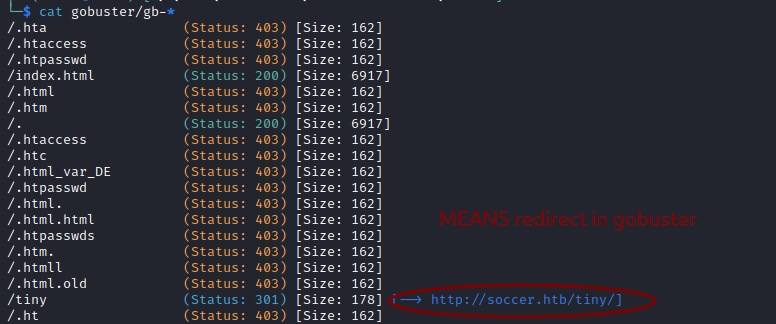 └─$ cat gobuster/gb-*
/.hta (Status: 403) [Size: 162]
/.htaccess (Status: 403) [Size: 162]
/.htpasswd (Status: 403) [Size: 162]
/index.html (Status: 200) [Size: 6917]
/.html (Status: 403) [Size: 162]
/.htm (Status: 403) [Size: 162]
/. (Status: 200) [Size: 6917]
/.htaccess (Status: 403) [Size: 162]
/.htc (Status: 403) [Size: 162]
/.html_var_DE (Status: 403) [Size: 162]
/.htpasswd (Status: 403) [Size: 162]
/.html. (Status: 403) [Size: 162]
/.html.html (Status: 403) [Size: 162]
MEANS redirect in gobuster
/.htpasswds (Status: 403) [Size: 162]
/.htm. (Status: 403) [Size: 162]
/.htmll (Status: 403) [Size: 162]
/.html.old (Status: 403) [Size: 162]
/tiny (Status: 301) [Size: 178] [--> http://soccer.htb/tiny/]
/.ht (Status: 403) [Size: 162]